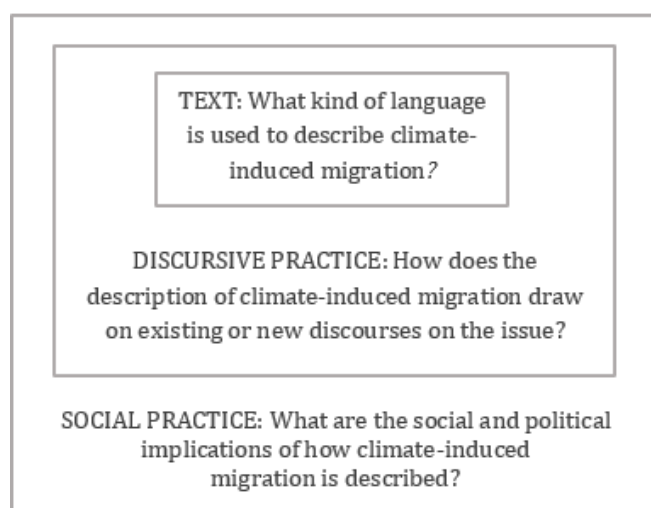 TEXT: What kind of language
is used to describe climate-
induced migration?
DISCURSIVE PRACTICE: How does the
description of climate-induced migration draw
on existing or new discourses on the issue?
SOCIAL PRACTICE: What are the social and political
implications of how climate-induced
migration is described?